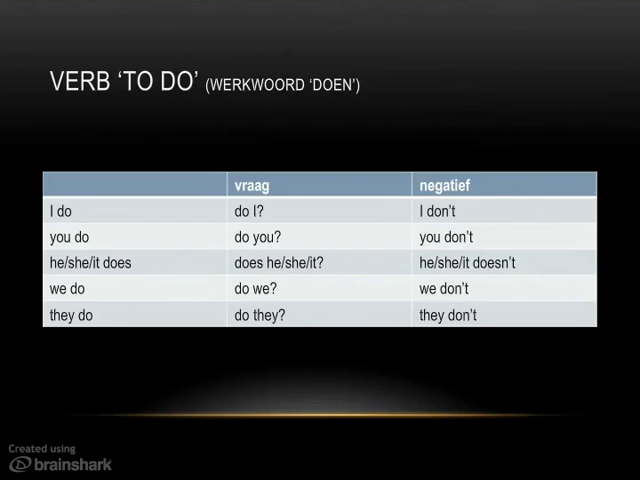 VERB ‘TO DO’ (WERKWOORD ‘DOEN’)
vraag negatief
I do do I? I don’t
you do do you? you don’t
he/she/it does does he/she/it? he/she/it doesn’t
we do do we? we don’t
they do do they? they don’t
Created using
brainshark